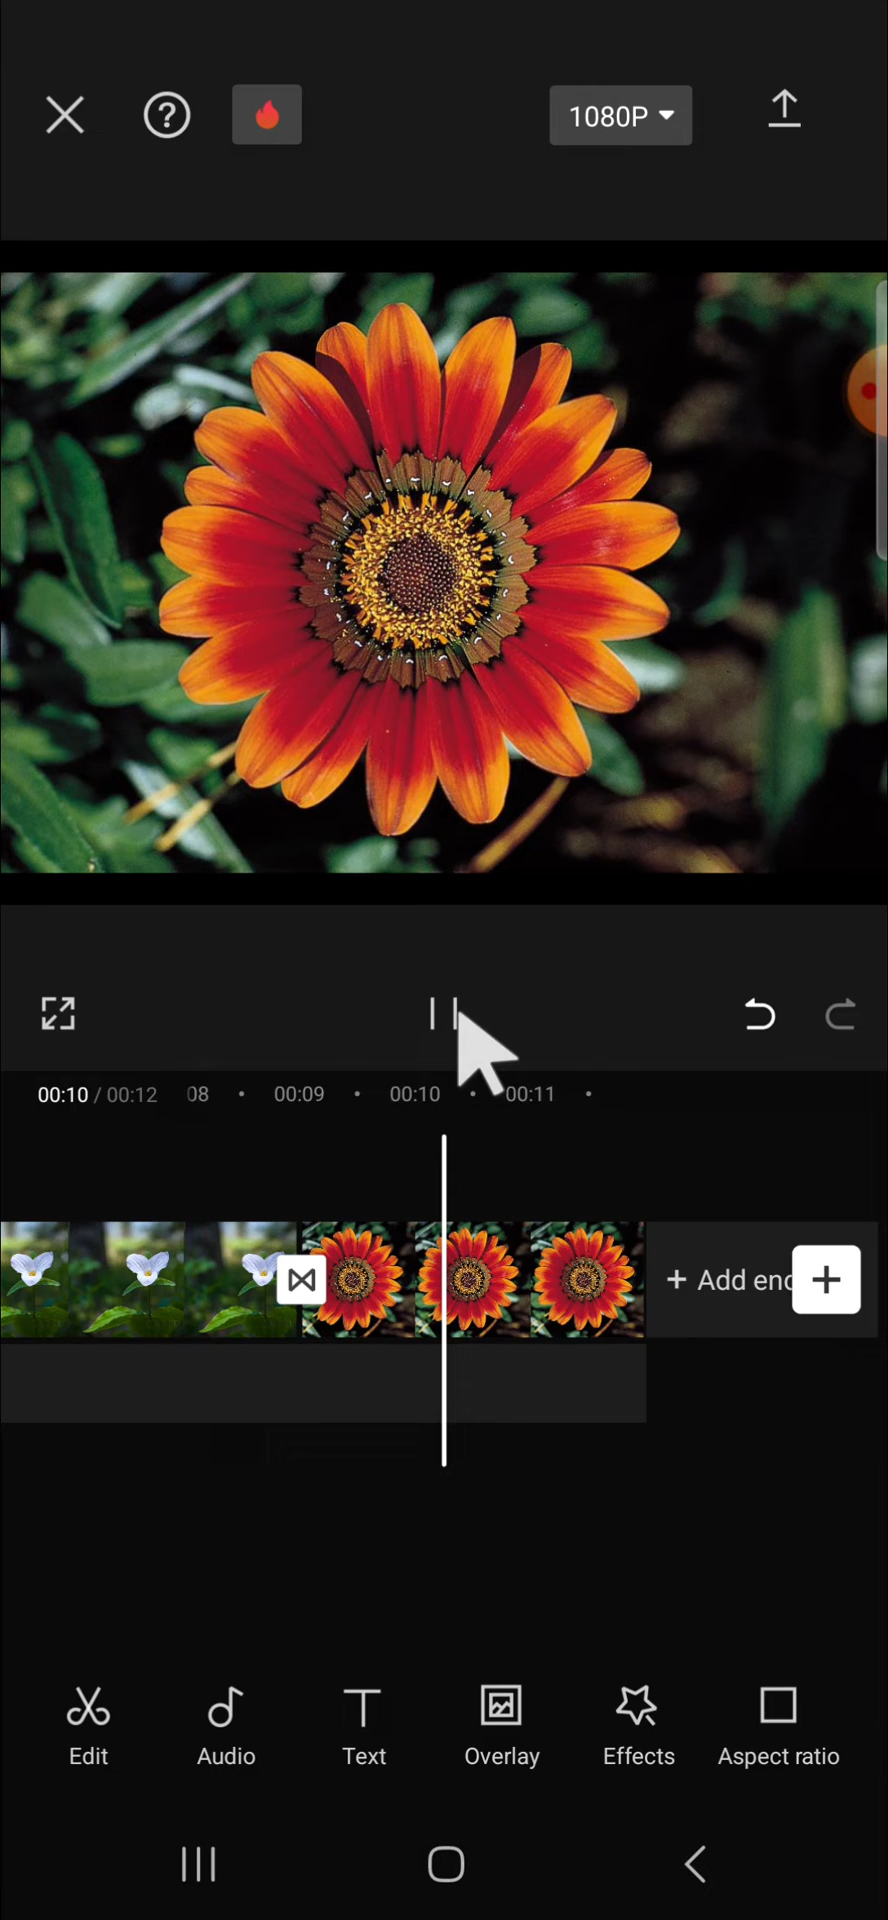 1080P
00:10 / 00:12 08 00:09 00:10 00:11
+ Add end
Edit Audio Text Overlay Effects Aspect ratio